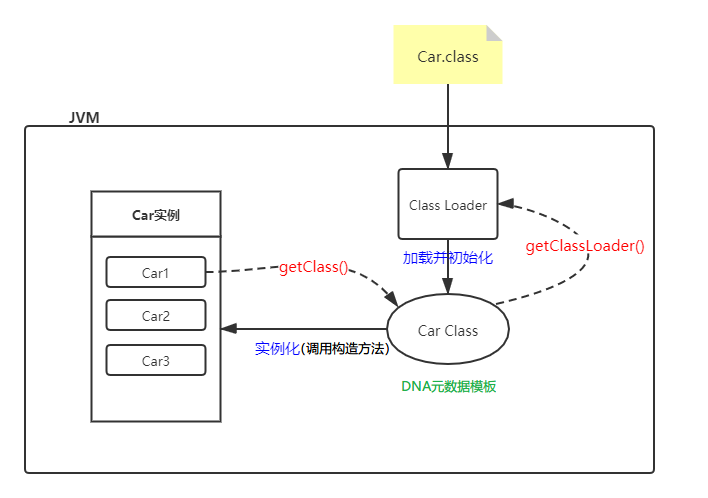 Car.class
JVM
Class Loader
Car实例
加载并初始化
getClassLoader()
Car1
getClass()
Car2
Car Class
实例化(调用构造方法)
Car3
DNA元数据模板